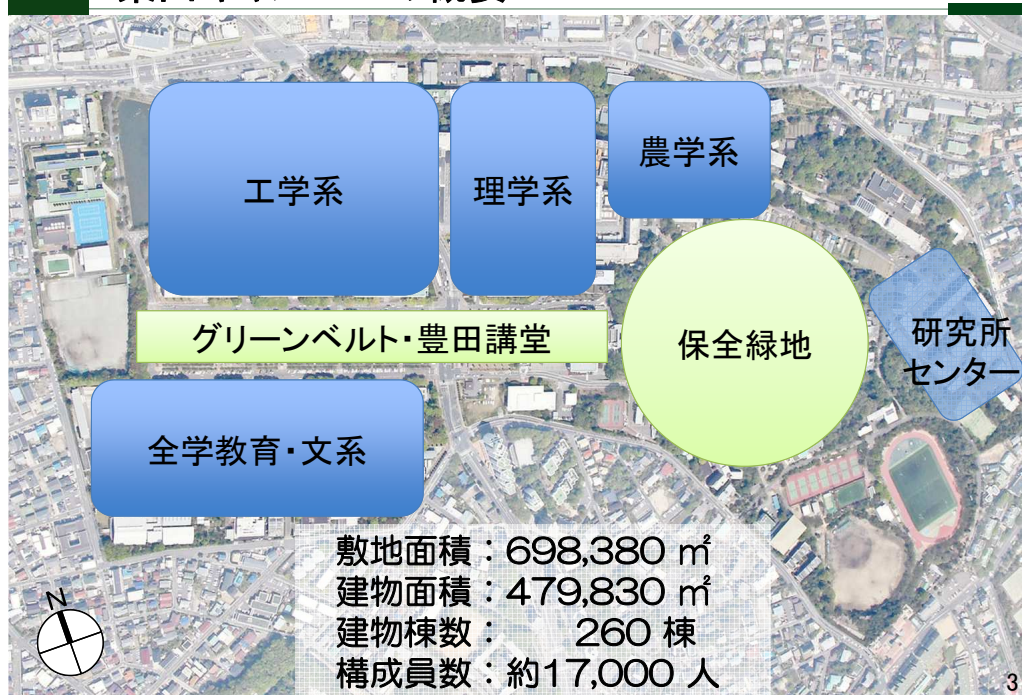 工学系
理学系
農学系
グリーンベルト・豊田講堂
保全緑地
研究所
センター
全学教育・文系
敷地面積：698,380 ㎡
建物面積：479,830 ㎡
建物棟数： 260 棟
構成員数：約17,000 人
N
3